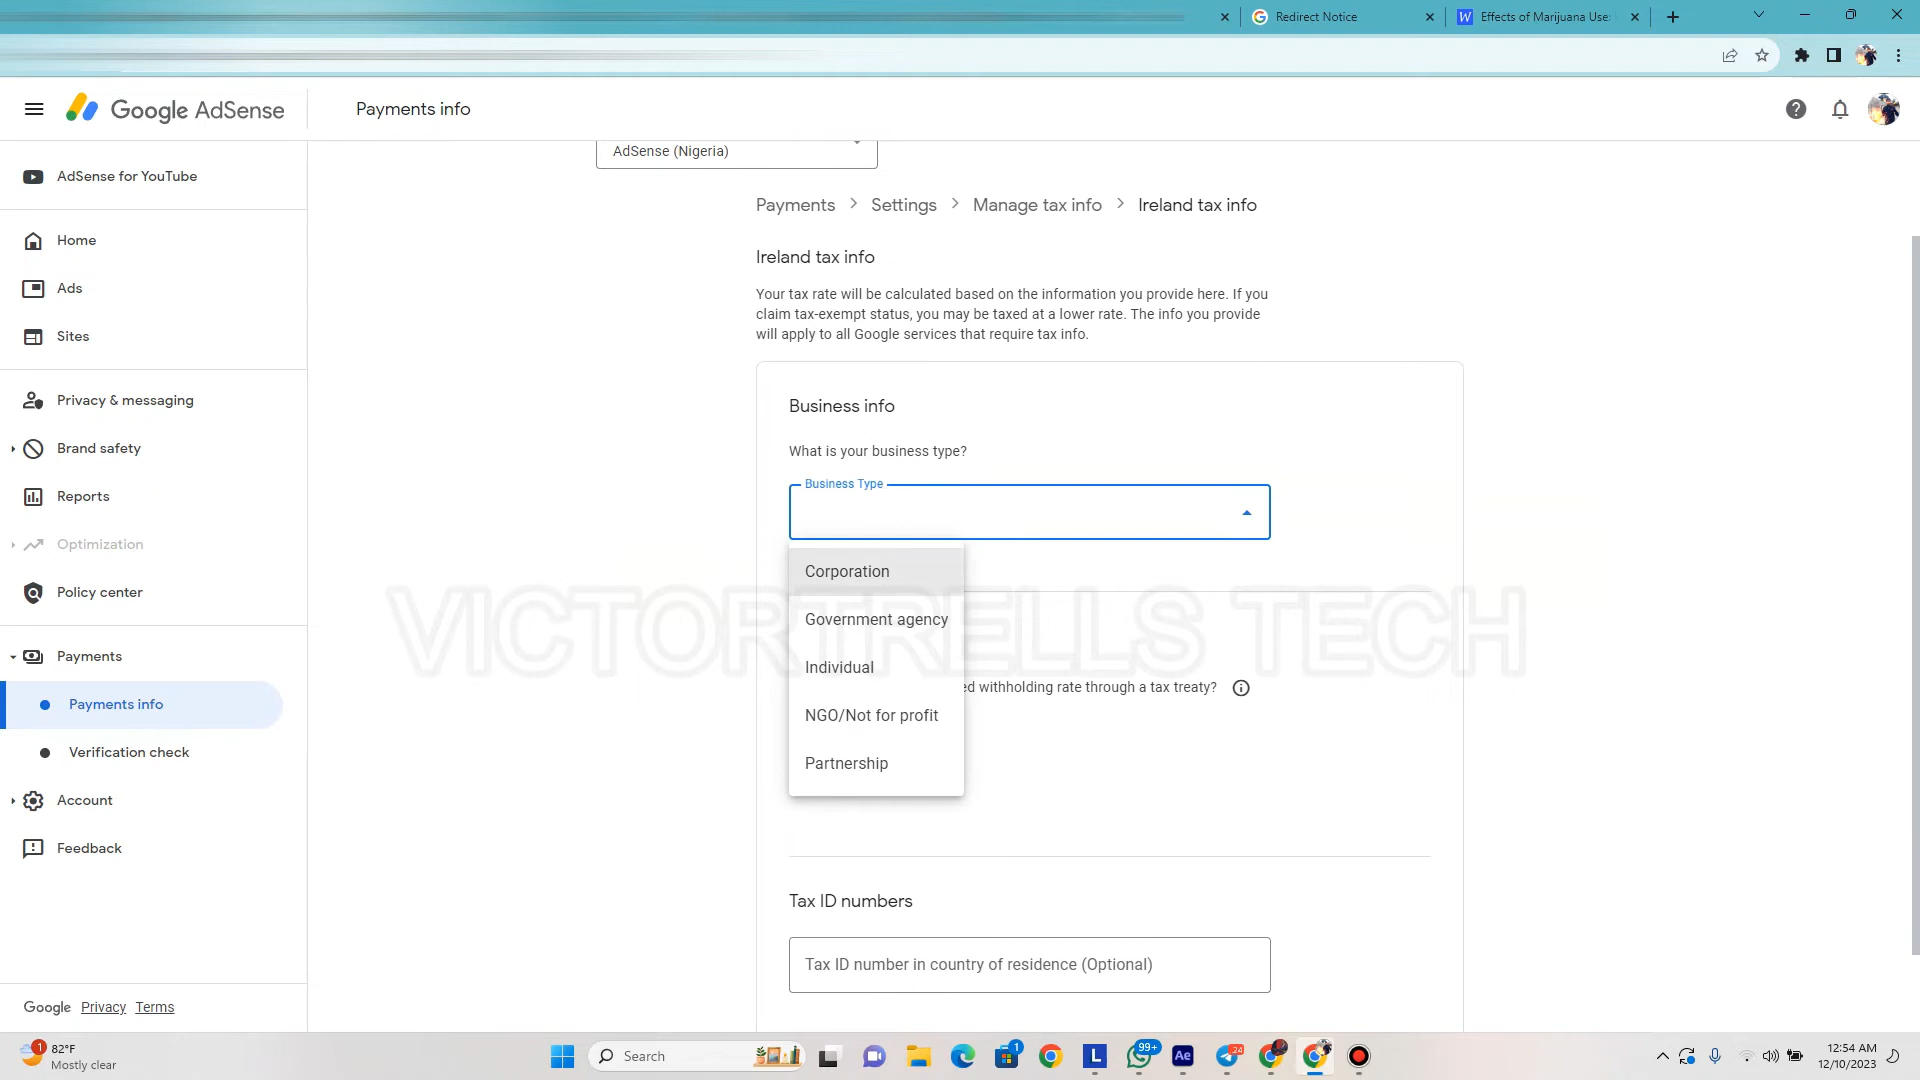 Redirect Notice
Effects of Marijuana Use:
Google AdSense
Payments info
AdSense for YouTube
Home
Ads
Sites
Privacy & messaging
Brand safety
Reports
Optimization
Policy center
Payments
Payments info
Verification check
Account
Feedback
Google Privacy Terms
AdSense (Nigeria)
Payments > Settings > Manage tax info > Ireland tax info
Ireland tax info
Your tax rate will be calculated based on the information you provide here. If you
claim tax-exempt status, you may be taxed at a lower rate. The info you provide
will apply to all Google services that require tax info.
Business info
What is your business type?
Business Type
Corporation
Government agency
Individual
NGO/Not for profit
Partnership
ed withholding rate through a tax treaty?
VICTORTRELLS TECH
Tax ID numbers
Tax ID number in country of residence (Optional)
1
82°F
Mostly clear
Search
1
L
99+
Ae
24
12:54 AM
12/10/2023